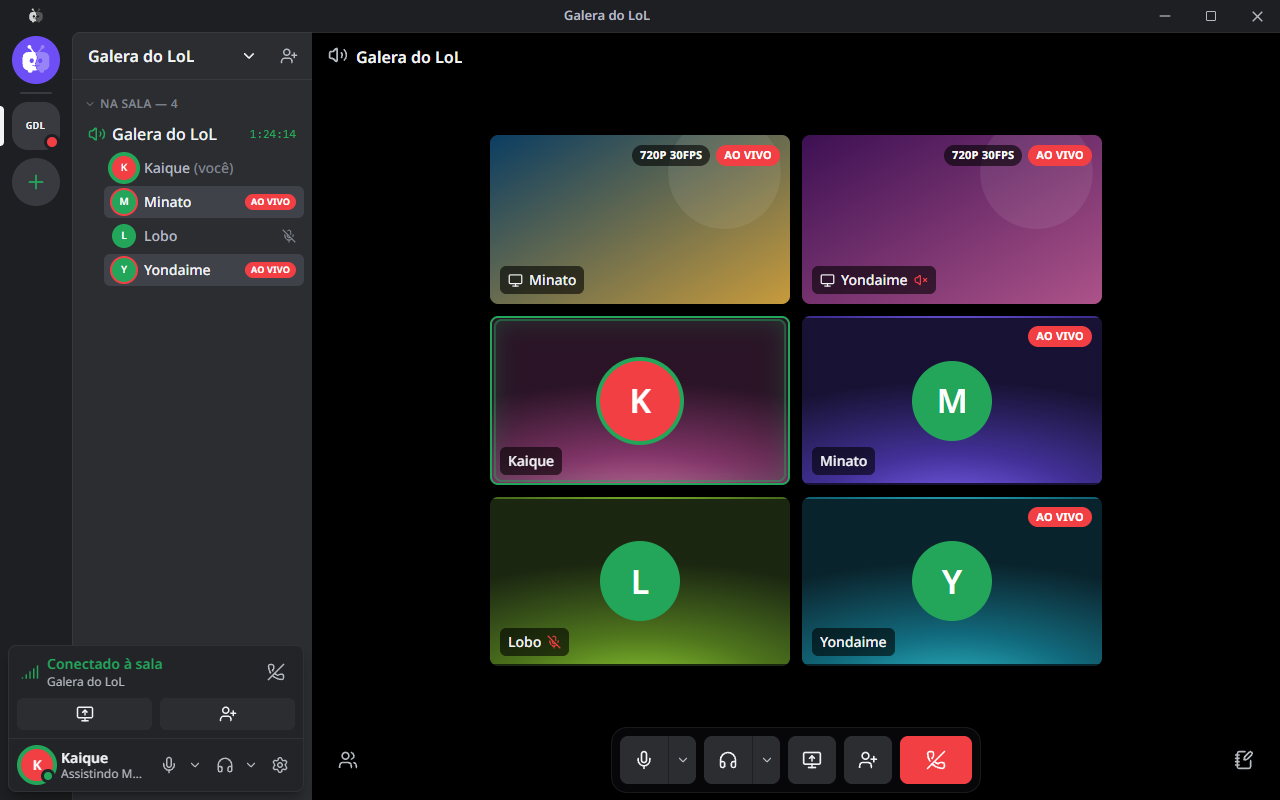 Galera do LoL
Galera do LoL
GDL
NA SALA — 4
Galera do LoL 1:24:14
K Kaique (você)
M Minato AO VIVO
L Lobo
Y Yondaime AO VIVO
Conectado à sala
Galera do LoL
K Kaique
Assistindo M...
Galera do LoL
720P 30FPS AO VIVO
Minato
720P 30FPS AO VIVO
Yondaime
K
Kaique
AO VIVO
M
Minato
L
Lobo
AO VIVO
Y
Yondaime